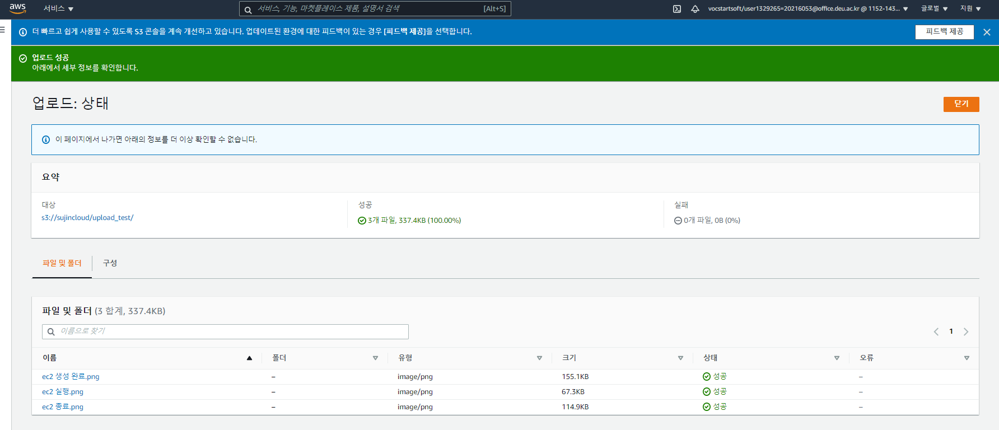 aws 서비스 서비스, 기능, 마켓플레이스 제품, 설명서 검색 [Alt+S] vocstartsoft/user1329265=20216053@office.deu.ac.kr @ 1152-143... 글로벌 지원
더 빠르고 쉽게 사용할 수 있도록 S3 콘솔을 계속 개선하고 있습니다. 업데이트된 환경에 대한 피드백이 있는 경우 [피드백 제공]을 선택합니다. 피드백 제공
업로드 성공
아래에서 세부 정보를 확인합니다.
업로드: 상태 닫기
이 페이지에서 나가면 아래의 정보를 더 이상 확인할 수 없습니다.
요약
대상 성공 실패
s3://sujincloud/upload_test/ 3개 파일, 337.4KB (100.00%) 0개 파일, 0B (0%)
파일 및 폴더 구성
파일 및 폴더 (3 합계, 337.4KB)
이름으로 찾기 1
이름 폴더 유형 크기 상태 오류
ec2 생성 완료.png – image/png 155.1KB 성공 –
ec2 실행.png – image/png 67.3KB 성공 –
ec2 종료.png – image/png 114.9KB 성공 –